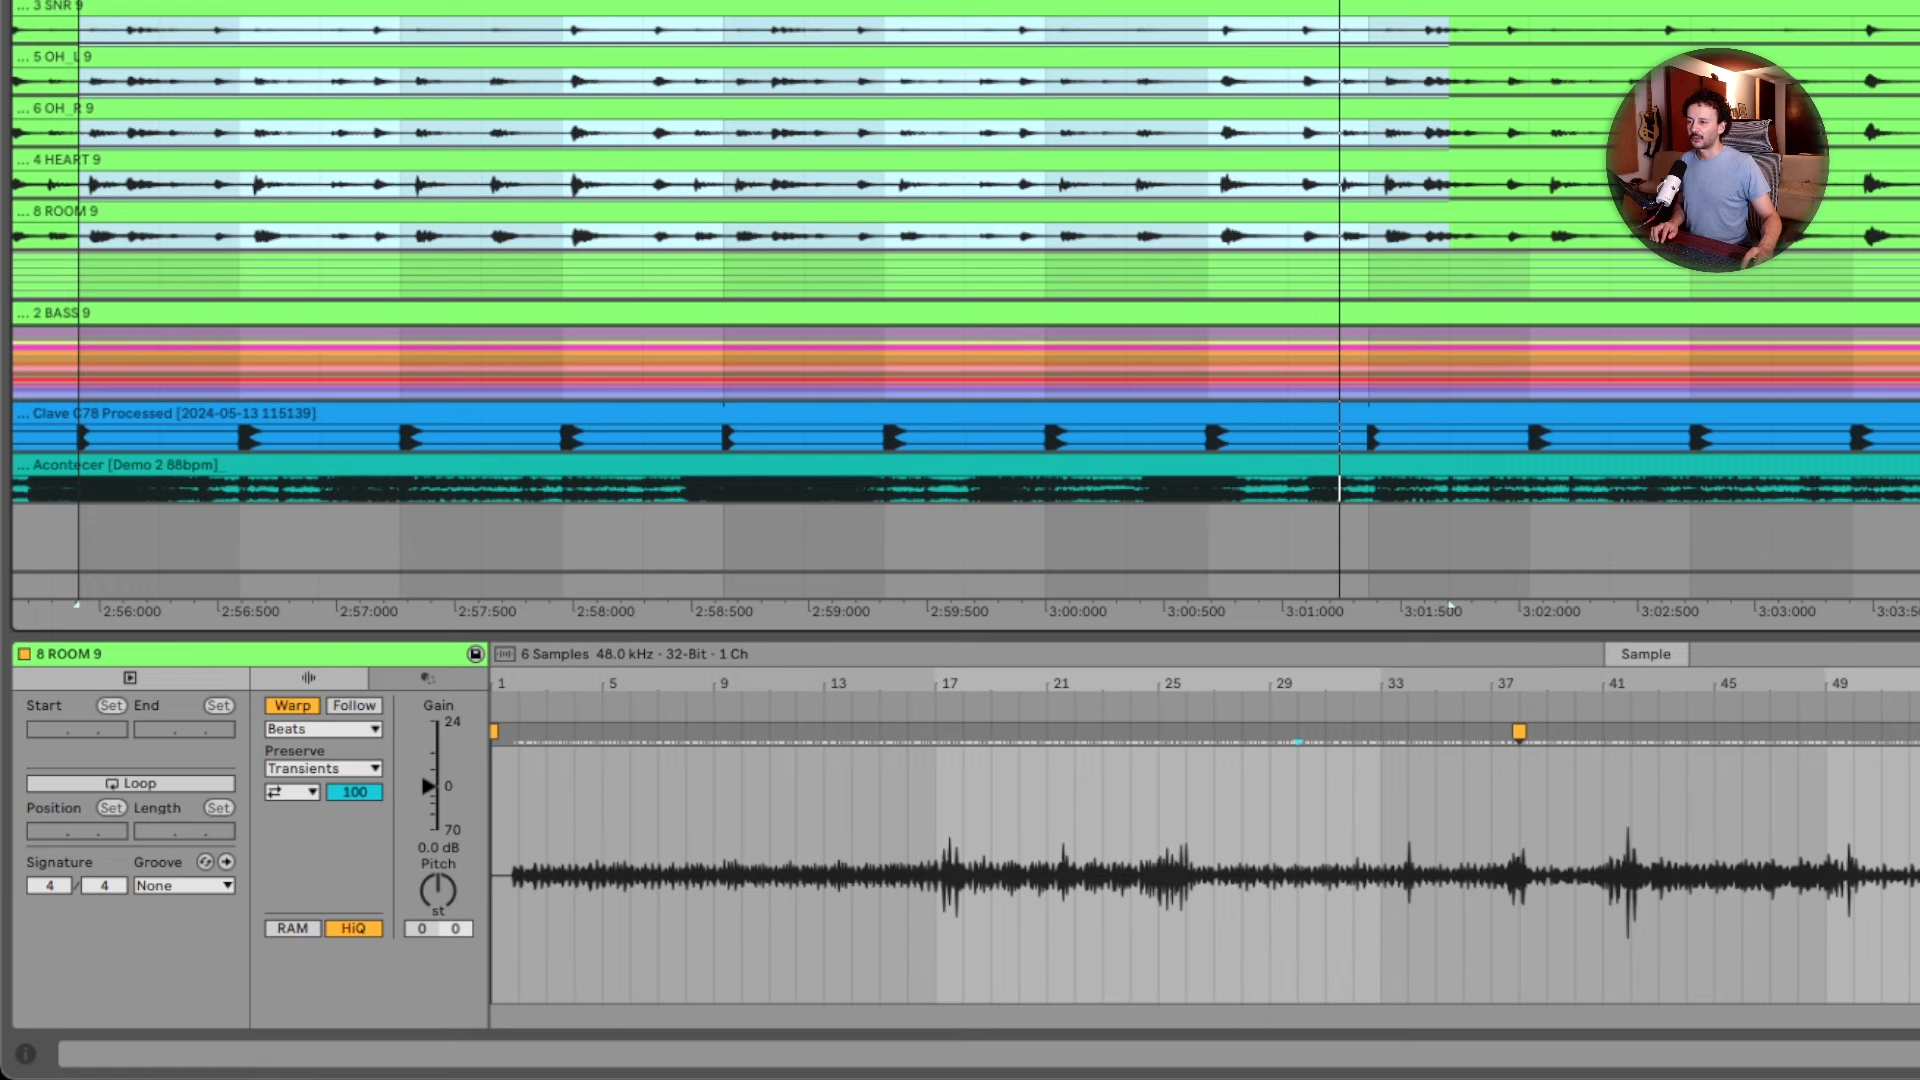 ... 3 SNR 9
... 5 OH_L 9
... 6 OH_R 9
... 4 HEART 9
... 8 ROOM 9
... 2 BASS 9
... Clave C78 Processed [2024-05-13 115139]
... Acontecer [Demo 2 88bpm]_
2:56:000 2:56:500 2:57:000 2:57:500 2:58:000 2:58:500 2:59:000 2:59:500 3:00:000 3:00:500 3:01:000 3:01:500 3:02:000 3:02:500 3:03:000 3:03:5
8 ROOM 9
6 Samples 48.0 kHz - 32-Bit - 1 Ch
Sample
1 5 9 13 17 21 25 29 33 37 41 45 49
Start Set End Set
Warp Follow
Gain
24
Beats
Preserve
Transients
100
0
Loop
Position Set Length Set
70
0.0 dB
Signature Groove
Pitch
4 / 4 None
st
RAM HiQ
0 0